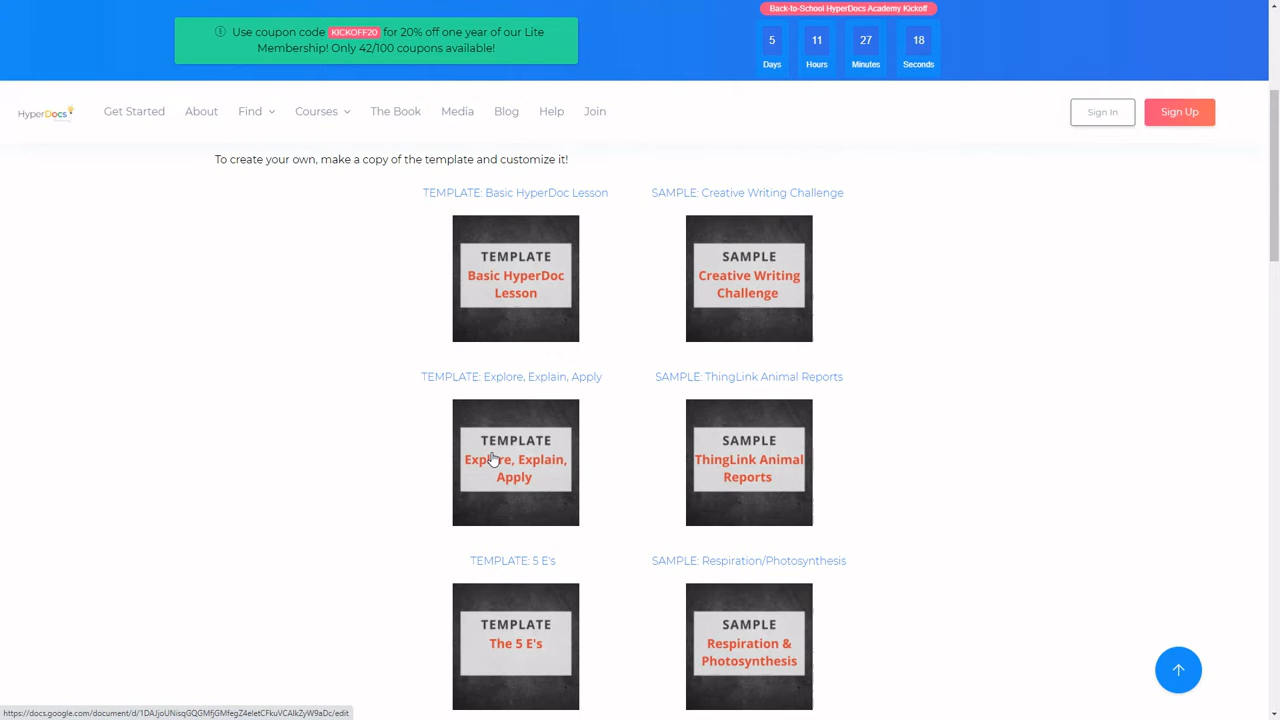 Back-to-School HyperDocs Academy Kickoff
Use coupon code KICKOFF20 for 20% off one year of our Lite
Membership! Only 42/100 coupons available!
5 11 27 18
Days Hours Minutes Seconds
HyperDocs Get Started About Find Courses The Book Media Blog Help Join Sign In Sign Up
To create your own, make a copy of the template and customize it!
TEMPLATE: Basic HyperDoc Lesson SAMPLE: Creative Writing Challenge
TEMPLATE
Basic HyperDoc
Lesson
SAMPLE
Creative Writing
Challenge
TEMPLATE: Explore, Explain, Apply SAMPLE: ThingLink Animal Reports
TEMPLATE
Explore, Explain,
Apply
SAMPLE
ThingLink Animal
Reports
TEMPLATE: 5 E's SAMPLE: Respiration/Photosynthesis
TEMPLATE
The 5 E's
SAMPLE
Respiration &
Photosynthesis